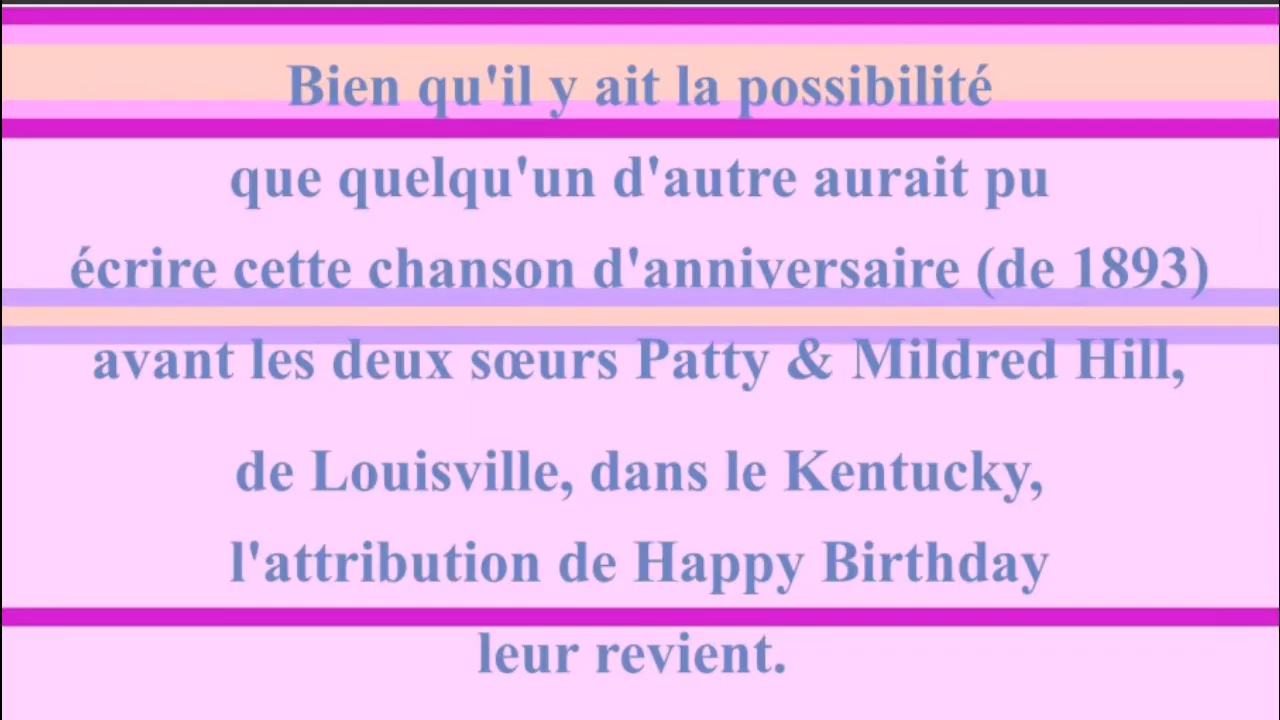 Bien qu'il y ait la possibilité
que quelqu'un d'autre aurait pu
écrire cette chanson d'anniversaire (de 1893)
avant les deux sœurs Patty & Mildred Hill,
de Louisville, dans le Kentucky,
l'attribution de Happy Birthday
leur revient.